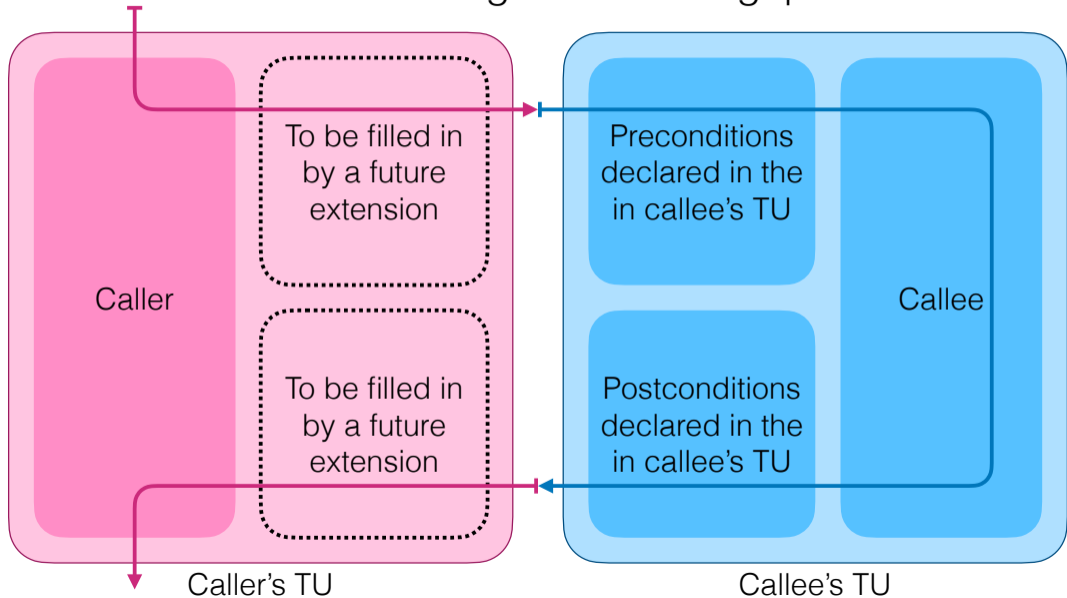 To be filled in
by a future
extension
Preconditions
declared in the
in callee’s TU
Caller
Callee
To be filled in
by a future
extension
Postconditions
declared in the
in callee’s TU
Caller’s TU
Callee’s TU